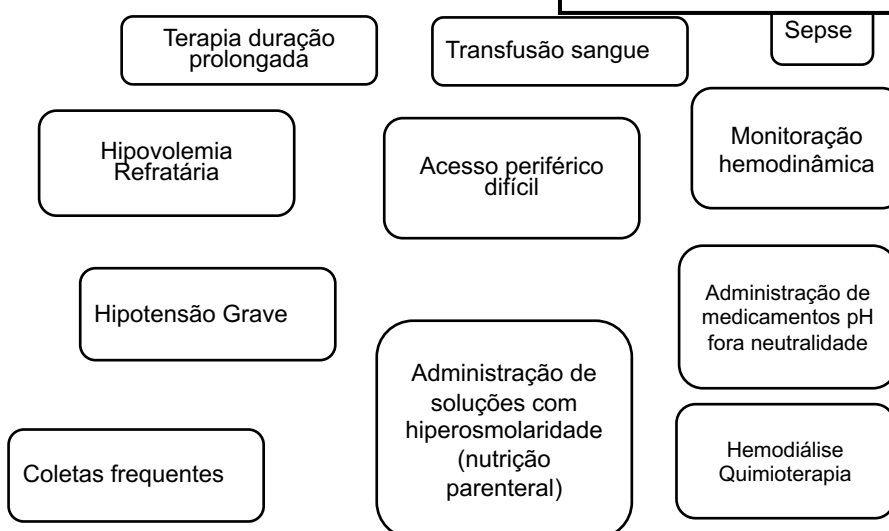 Terapia duração
prolongada
Transfusão sangue
Sepse
Hipovolemia
Refratária
Acesso periférico
difícil
Monitoração
hemodinâmica
Hipotensão Grave
Administração de
medicamentos pH
fora neutralidade
Administração de
soluções com
hiperosmolaridade
(nutrição
parenteral)
Coletas frequentes
Hemodiálise
Quimioterapia